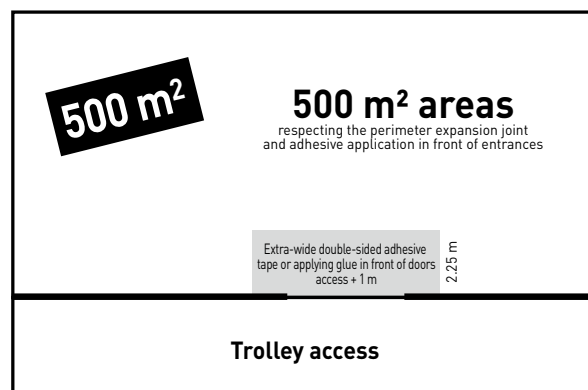 500 m²
500 m² areas
respecting the perimeter expansion joint
and adhesive application in front of entrances
Extra-wide double-sided adhesive
tape or applying glue in front of doors
access + 1 m
2.25 m
Trolley access